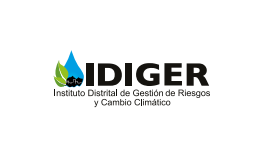 IDIGER
Instituto Distrital de Gestión de Riesgos
y Cambio Climático